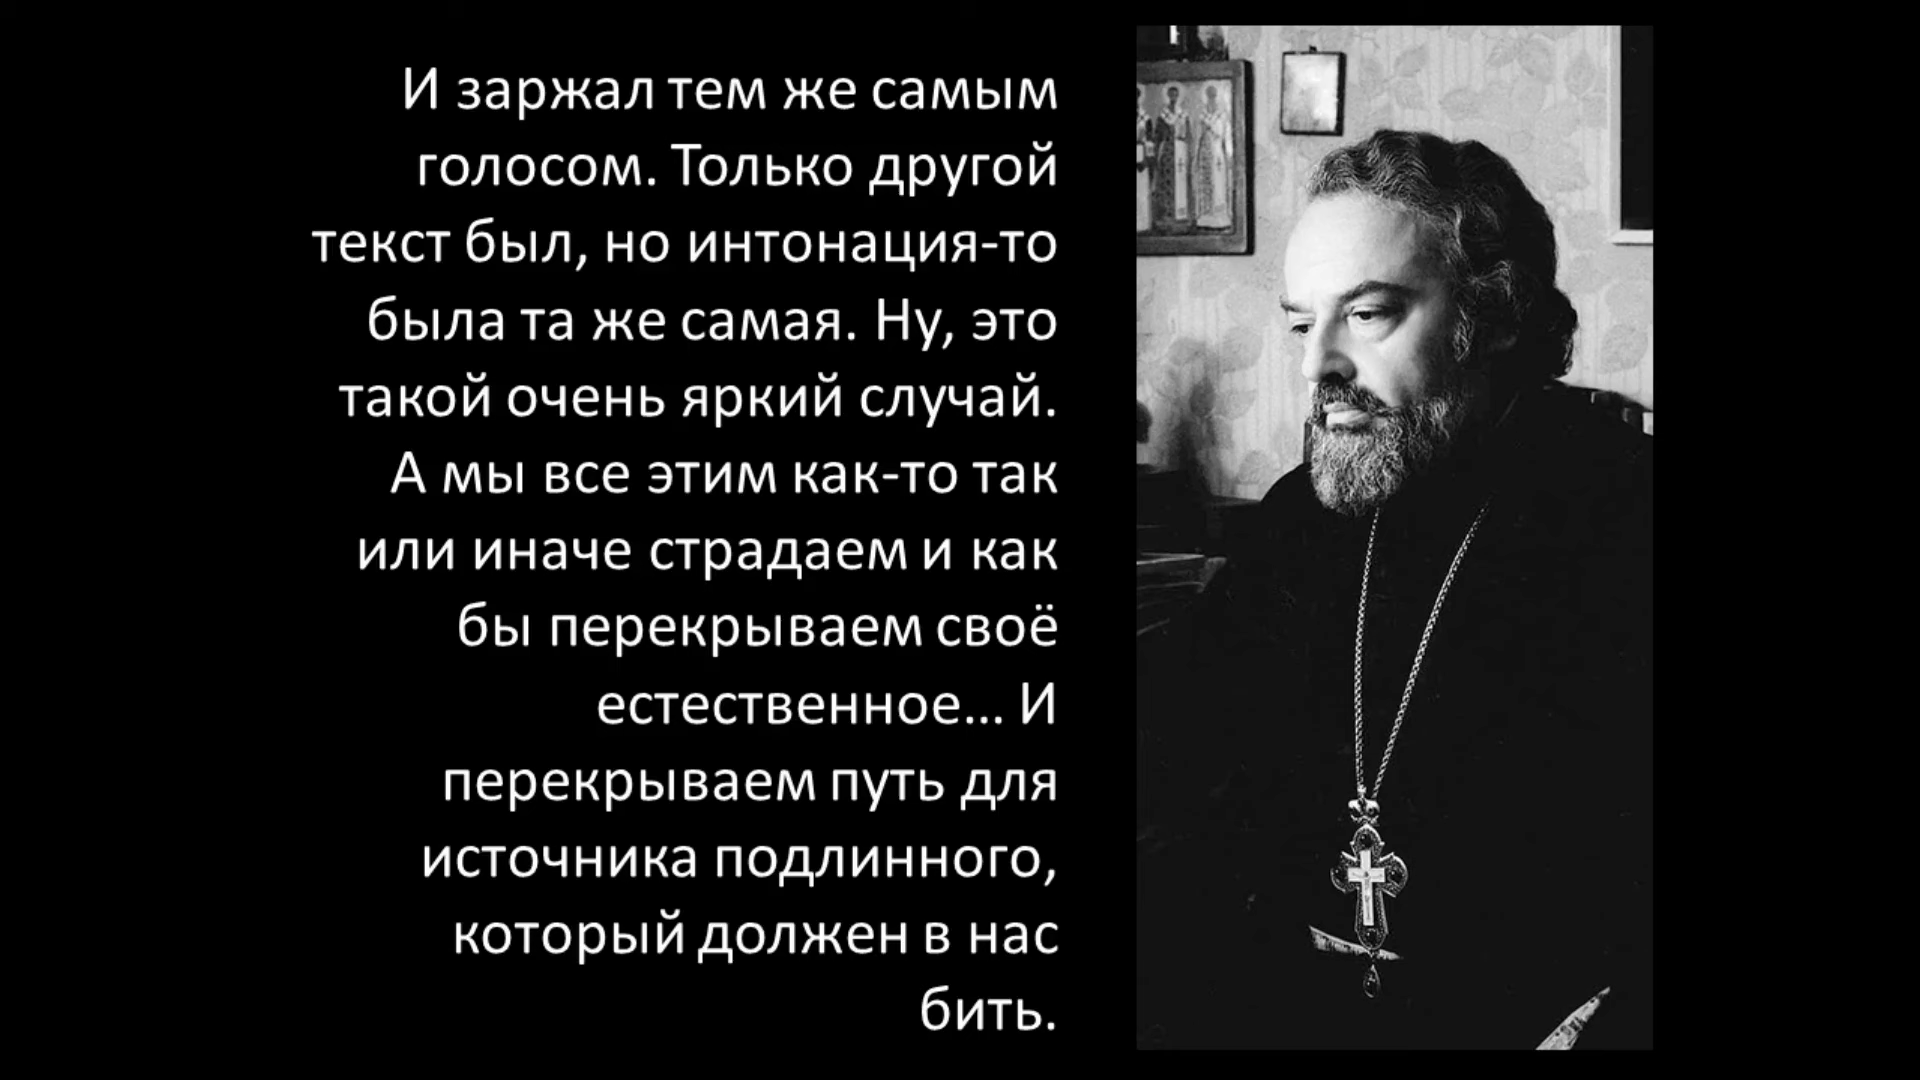 И заржал тем же самым
голосом. Только другой
текст был, но интонация-то
была та же самая. Ну, это
такой очень яркий случай.
А мы все этим как-то так
или иначе страдаем и как
бы перекрываем своё
естественное… И
перекрываем путь для
источника подлинного,
который должен в нас
бить.